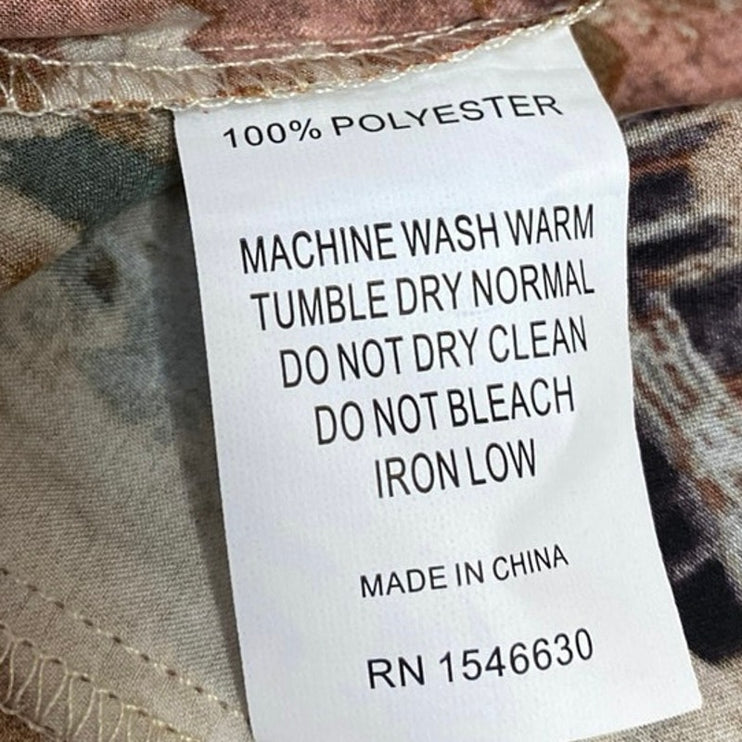 100% POLYESTER
MACHINE WASH WARM
TUMBLE DRY NORMAL
DO NOT DRY CLEAN
DO NOT BLEACH
IRON LOW
MADE IN CHINA
RN 1546630